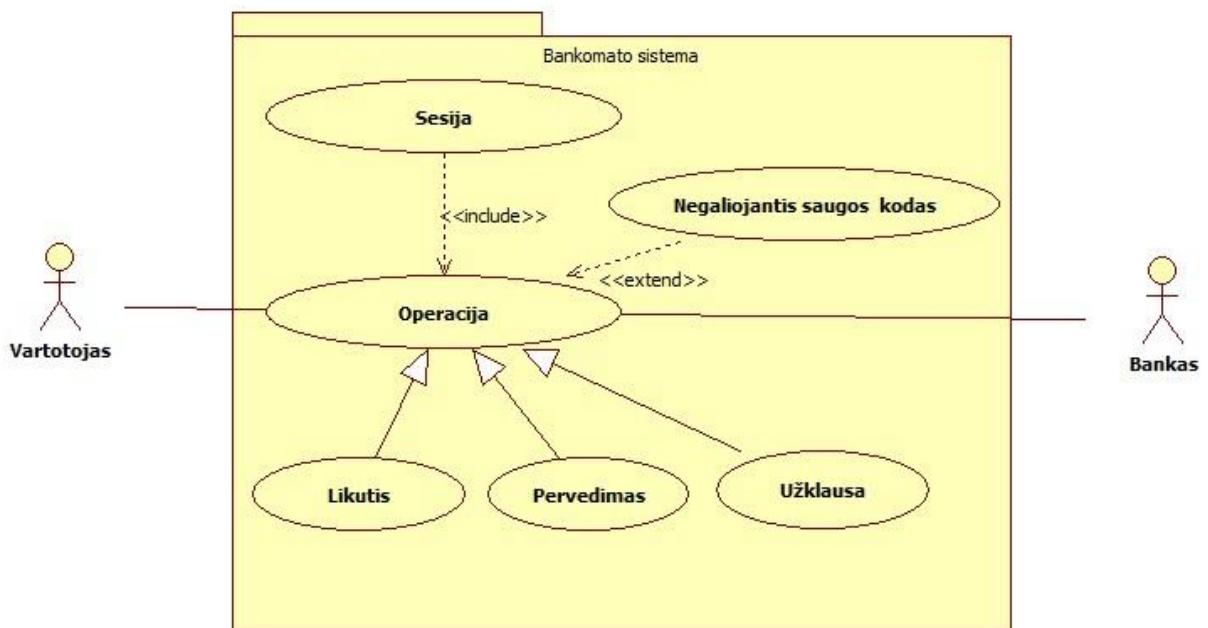 Bankomato sistema
Sesija
<<include>>
Negaliojantis saugos kodas
<<extend>>
Operacija
Vartotojas
Bankas
Likutis
Pervedimas
Užklausa